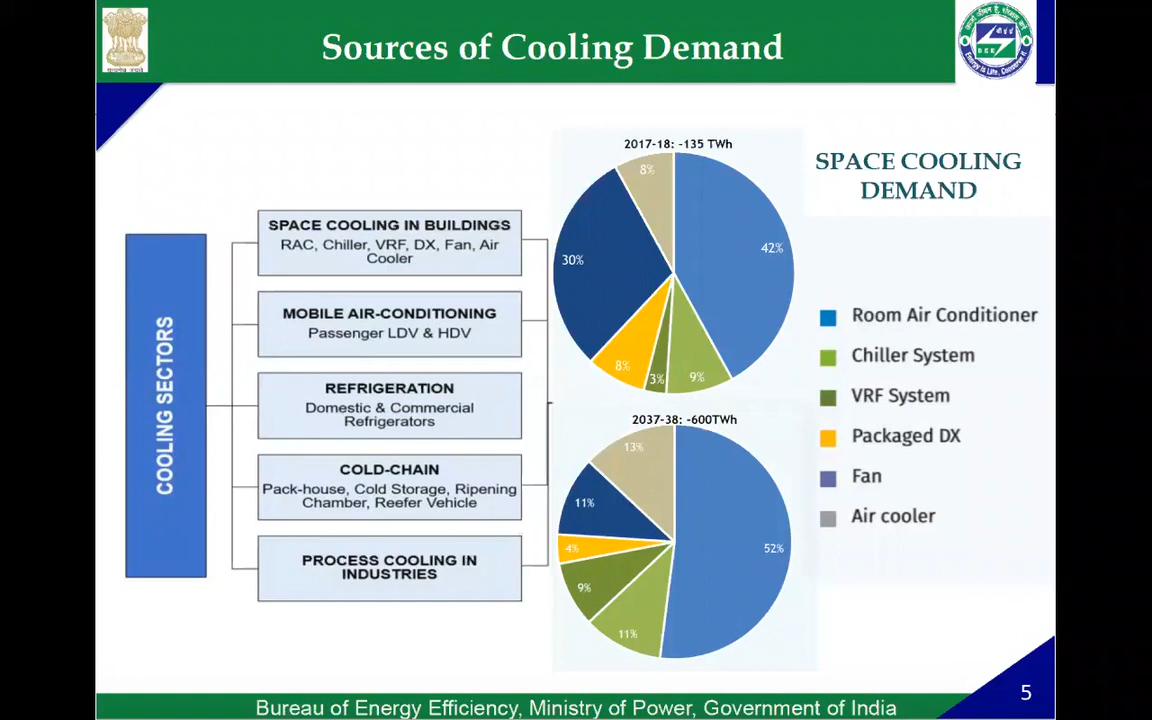 Sources of Cooling Demand
SPACE COOLING
DEMAND
COOLING SECTORS
SPACE COOLING IN BUILDINGS
RAC, Chiller, VRF, DX, Fan, Air
Cooler
MOBILE AIR-CONDITIONING
Passenger LDV & HDV
REFRIGERATION
Domestic & Commercial
Refrigerators
COLD-CHAIN
Pack-house, Cold Storage, Ripening
Chamber, Reefer Vehicle
PROCESS COOLING IN
INDUSTRIES
2017-18: ~135 TWh
8%
42%
30%
8%
3%
9%
2037-38: ~600TWh
13%
11%
52%
4%
9%
11%
Room Air Conditioner
Chiller System
VRF System
Packaged DX
Fan
Air cooler
5
Bureau of Energy Efficiency, Ministry of Power, Government of India